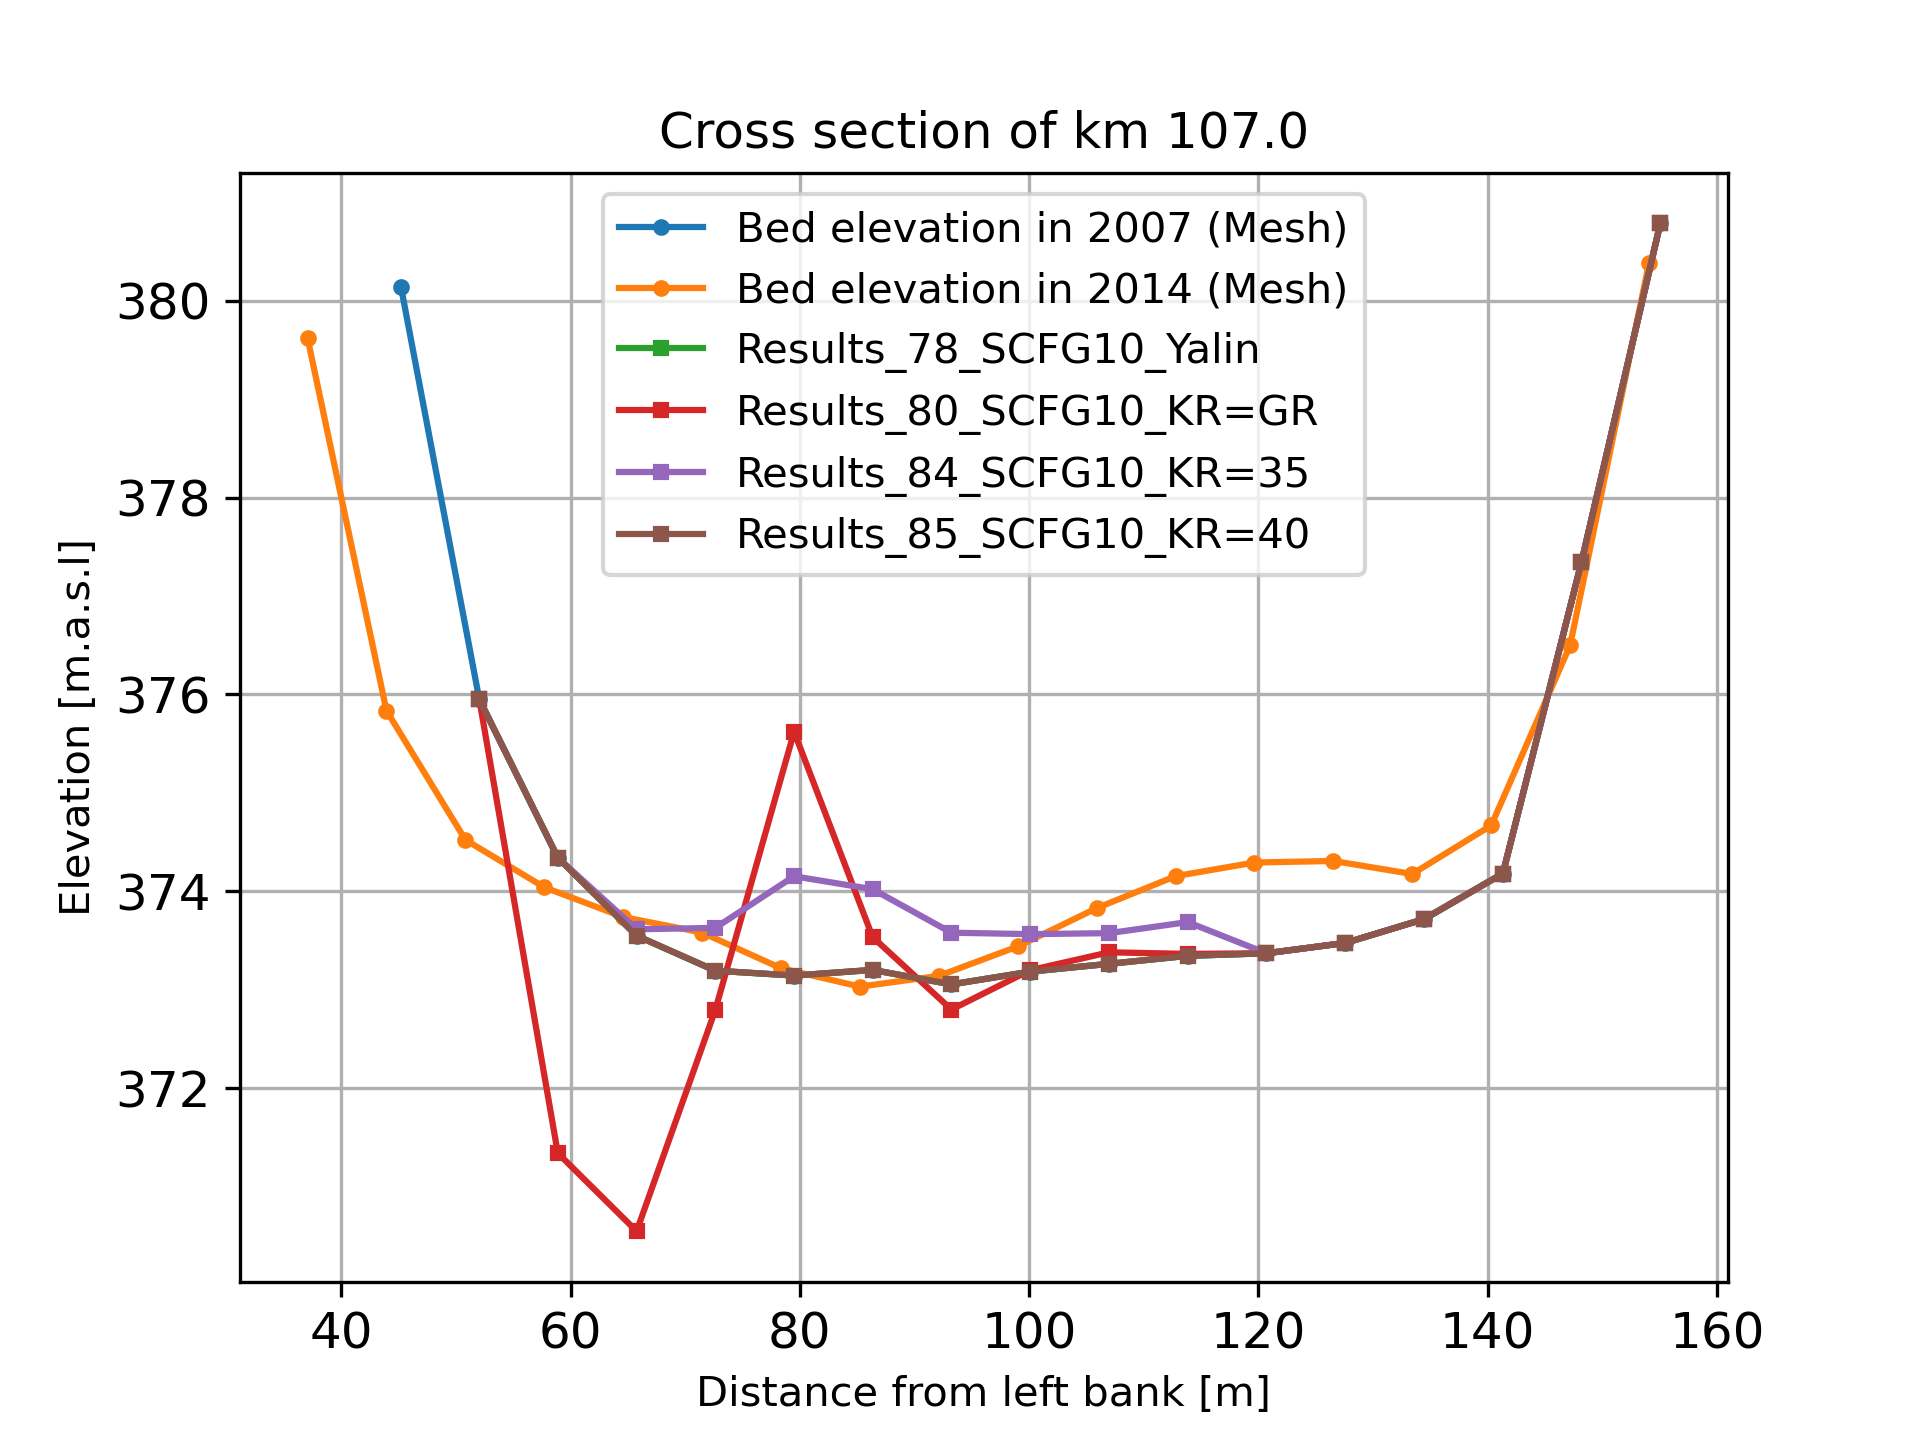 Cross section of km 107.0
Bed elevation in 2007 (Mesh)
Bed elevation in 2014 (Mesh)
Results_78_SCFG10_Yalin
Results_80_SCFG10_KR=GR
Results_84_SCFG10_KR=35
Results_85_SCFG10_KR=40
380
378
376
374
372
Elevation [m.a.s.l]
40 60 80 100 120 140 160
Distance from left bank [m]